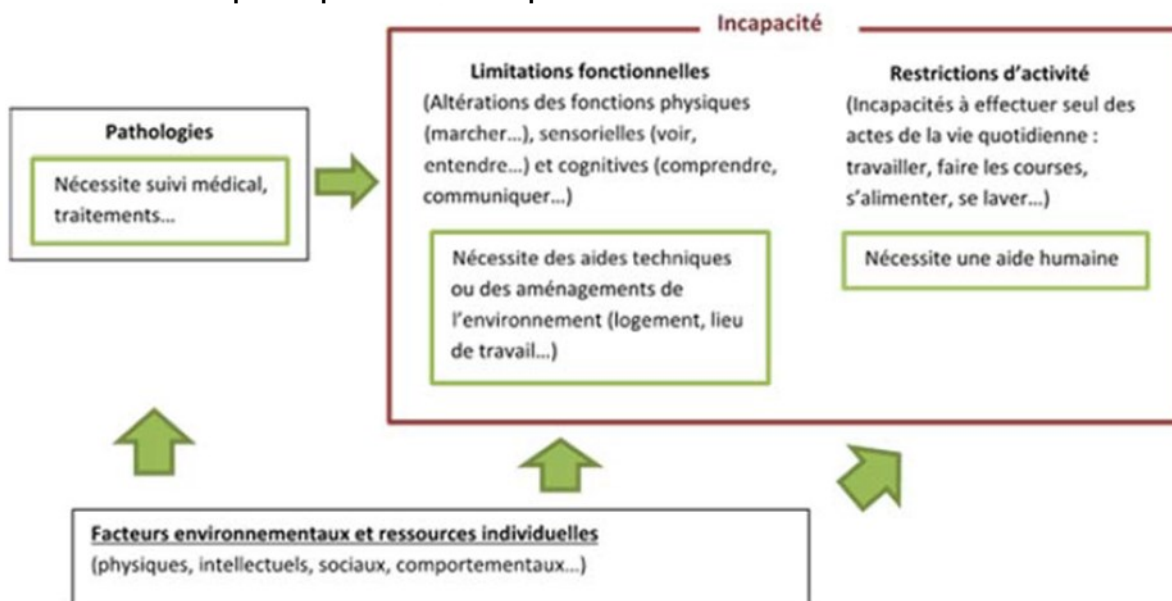 Incapacité
Pathologies
Nécessite suivi médical,
traitements...
Limitations fonctionnelles
(Altérations des fonctions physiques
(marcher...), sensorielles (voir,
entendre...) et cognitives (comprendre,
communiquer...)
Nécessite des aides techniques
ou des aménagements de
l'environnement (logement, lieu
de travail...)
Restrictions d'activité
(Incapacités à effectuer seul des
actes de la vie quotidienne :
travailler, faire les courses,
s'alimenter, se laver...)
Nécessite une aide humaine
Facteurs environnementaux et ressources individuelles
(physiques, intellectuels, sociaux, comportementaux...)